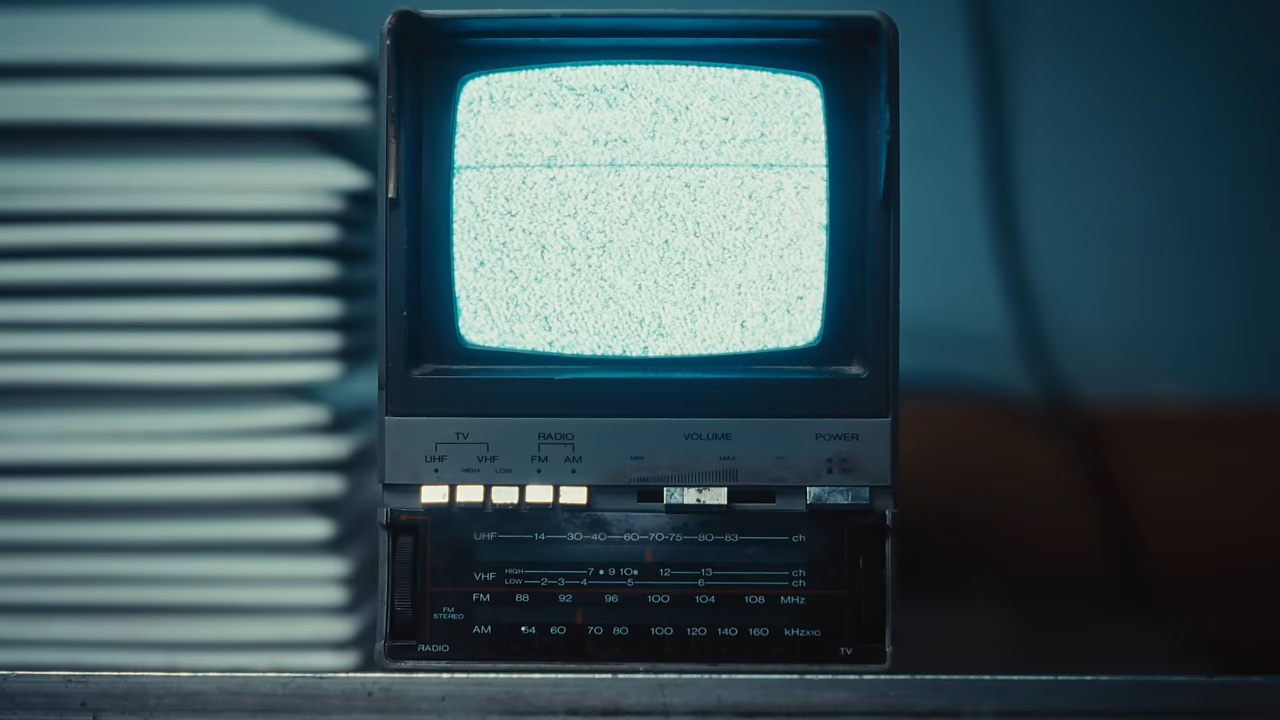 TV RADIO VOLUME POWER
UHF VHF FM AM MIN MAX
HIGH LOW
UHF 14 30 40 60 70 75 80 83 ch
VHF HIGH 7 9 10 12 13 ch
LOW 2 3 4 5 6 ch
FM 88 92 96 100 104 108 MHz
FM STEREO
AM 54 60 70 80 100 120 140 160 kHzx10
RADIO TV